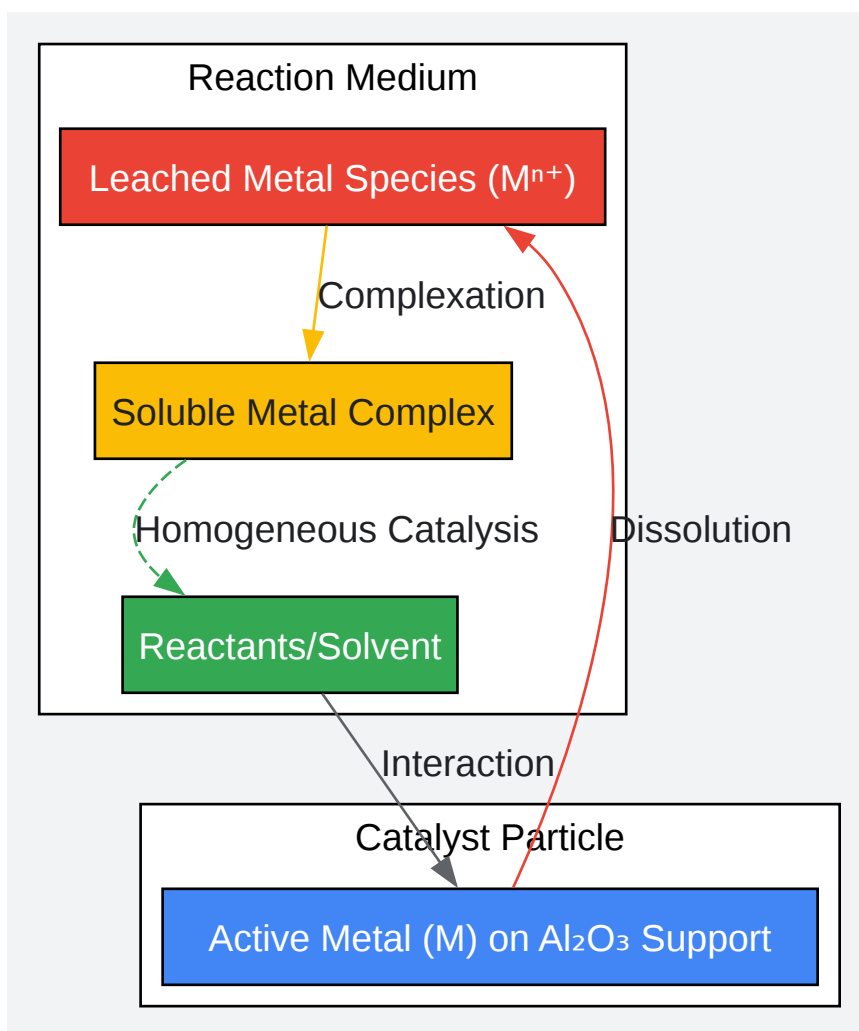 Reaction Medium
Leached Metal Species (Mⁿ⁺)
Complexation
Soluble Metal Complex
Homogeneous Catalysis
Dissolution
Reactants/Solvent
Interaction
Catalyst Particle
Active Metal (M) on Al₂O₃ Support